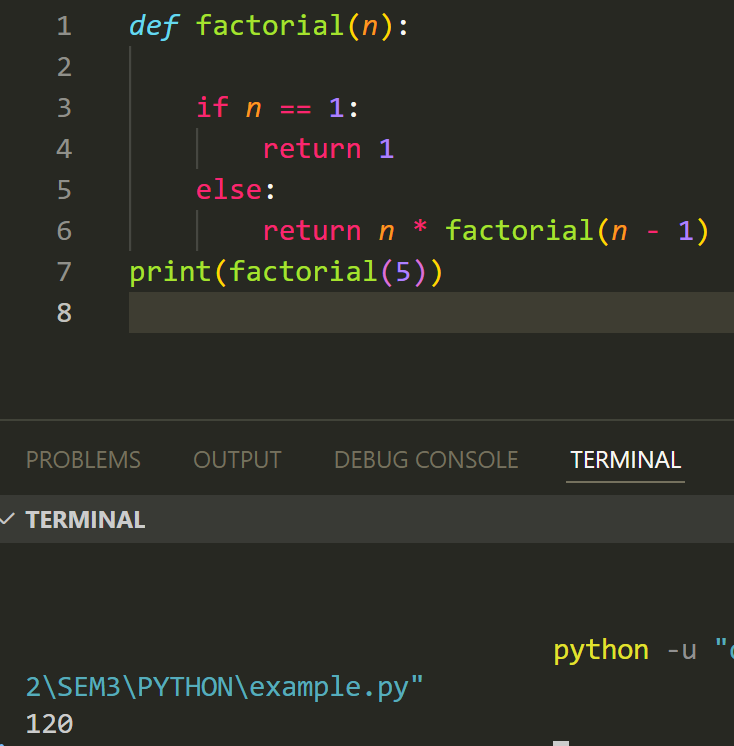 1 def factorial(n):
2
3 if n == 1:
4 return 1
5 else:
6 return n * factorial(n - 1)
7 print(factorial(5))
8
PROBLEMS OUTPUT DEBUG CONSOLE TERMINAL
TERMINAL
python -u "
2\SEM3\PYTHON\example.py"
120